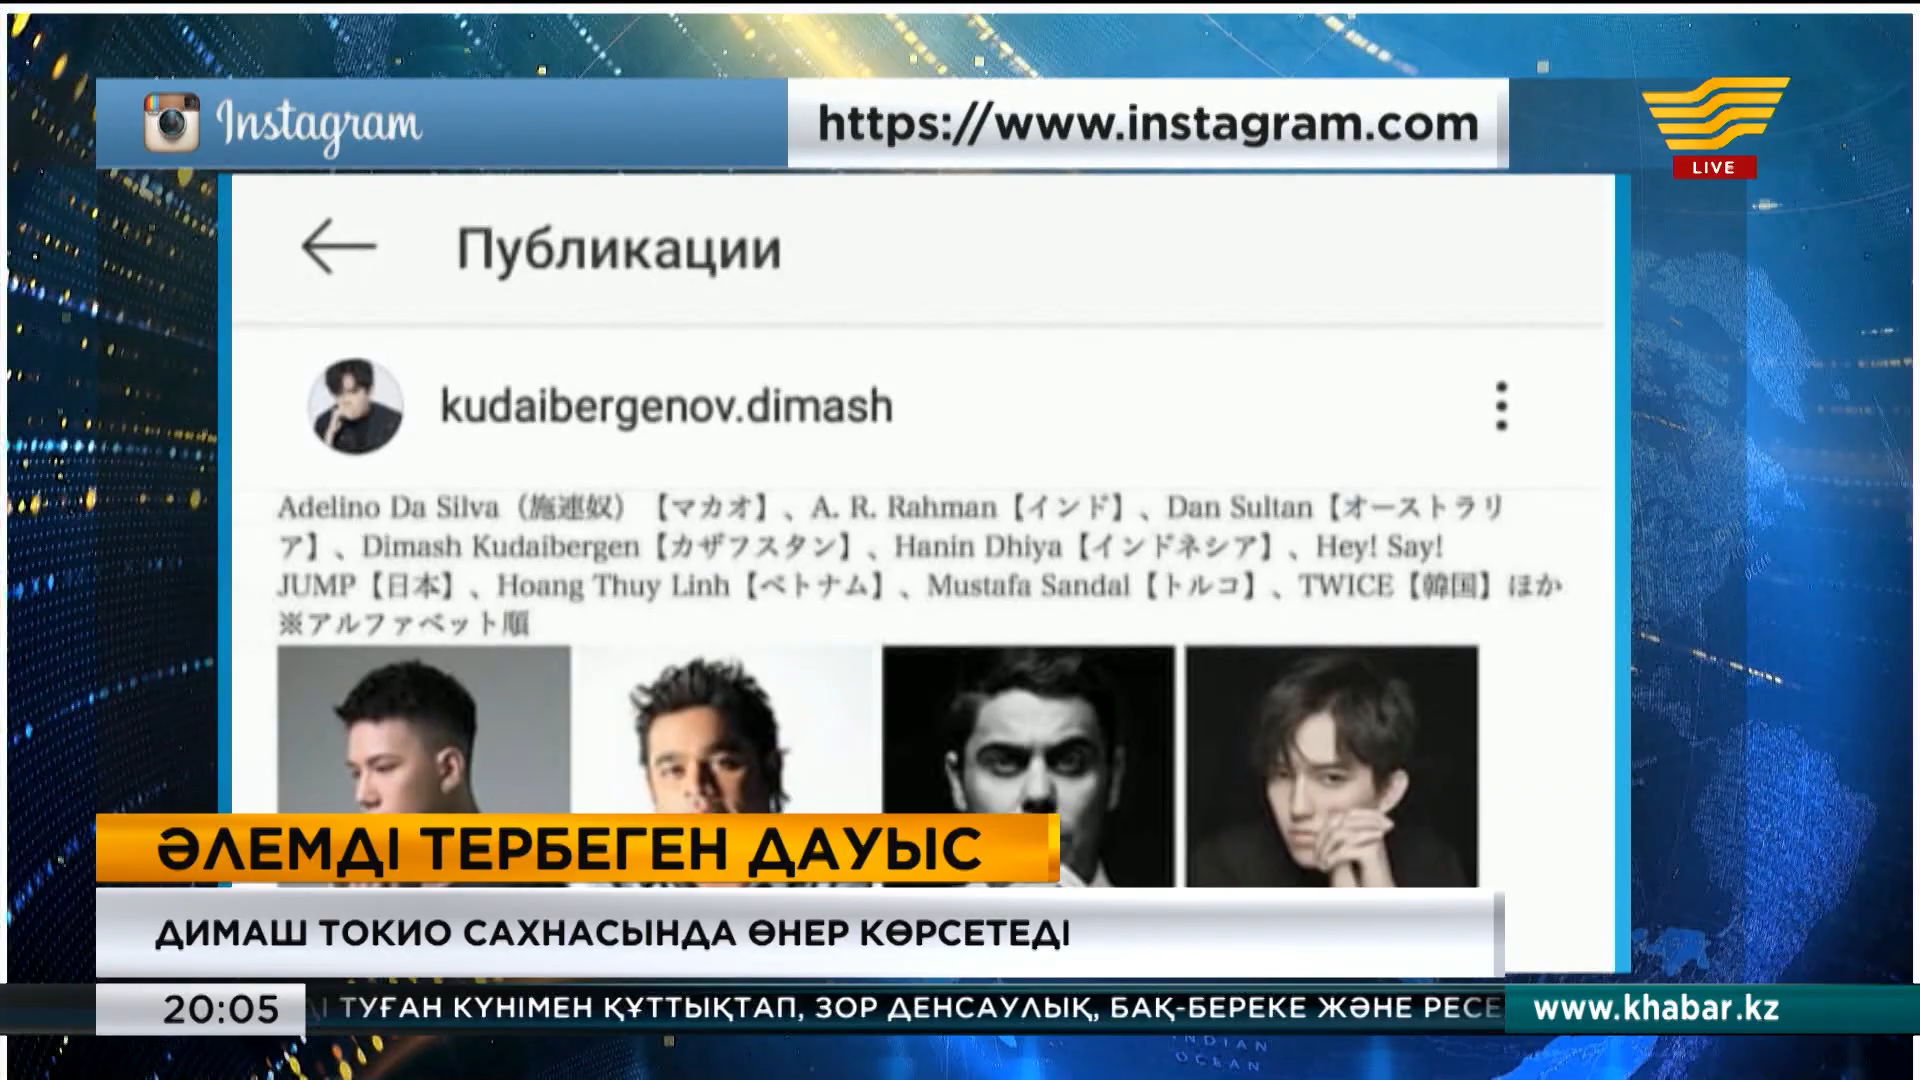 Instagram
https://www.instagram.com
LIVE
Публикации
kudaibergenov.dimash
Adelino Da Silva（施連奴）【マカオ】、A. R. Rahman【インド】、Dan Sultan【オーストラリ
ア】、Dimash Kudaibergen【カザフスタン】、Hanin Dhiya【インドネシア】、Hey! Say!
JUMP【日本】、Hoang Thuy Linh【ベトナム】、Mustafa Sandal【トルコ】、TWICE【韓国】ほか
※アルファベット順
ӘЛЕМДІ ТЕРБЕГЕН ДАУЫС
ДИМАШ ТОКИО САХНАСЫНДА ӨНЕР КӨРСЕТЕДІ
20:05
ТУҒАН КҮНІМЕН ҚҰТТЫҚТАП, ЗОР ДЕНСАУЛЫҚ, БАҚ-БЕРЕКЕ ЖӘНЕ РЕСЕ
www.khabar.kz
INDIAN
OCEAN